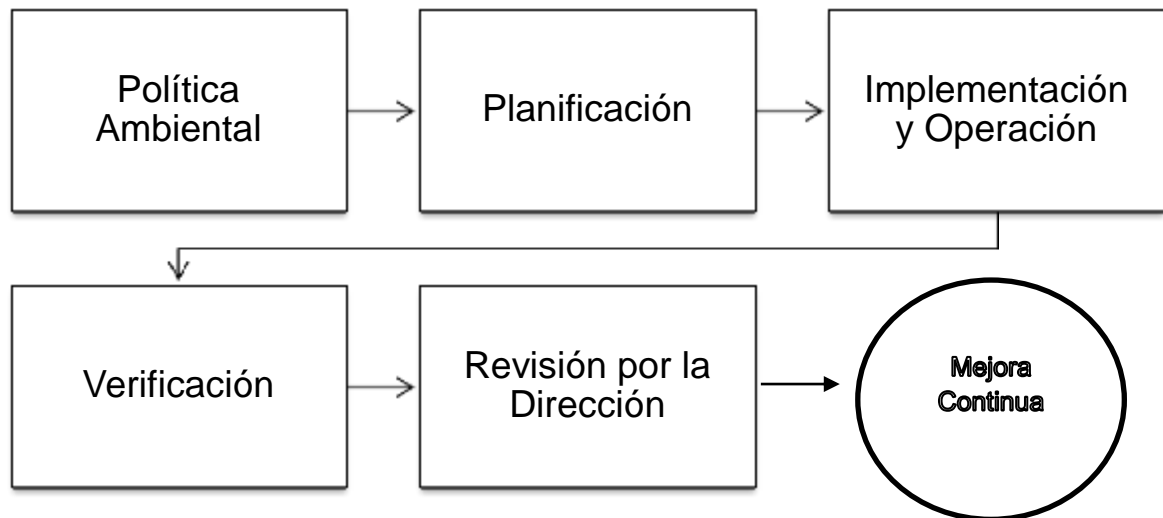 Política
Ambiental
Planificación
Implementación
y Operación
Verificación
Revisión por la
Dirección
Mejora
Continua